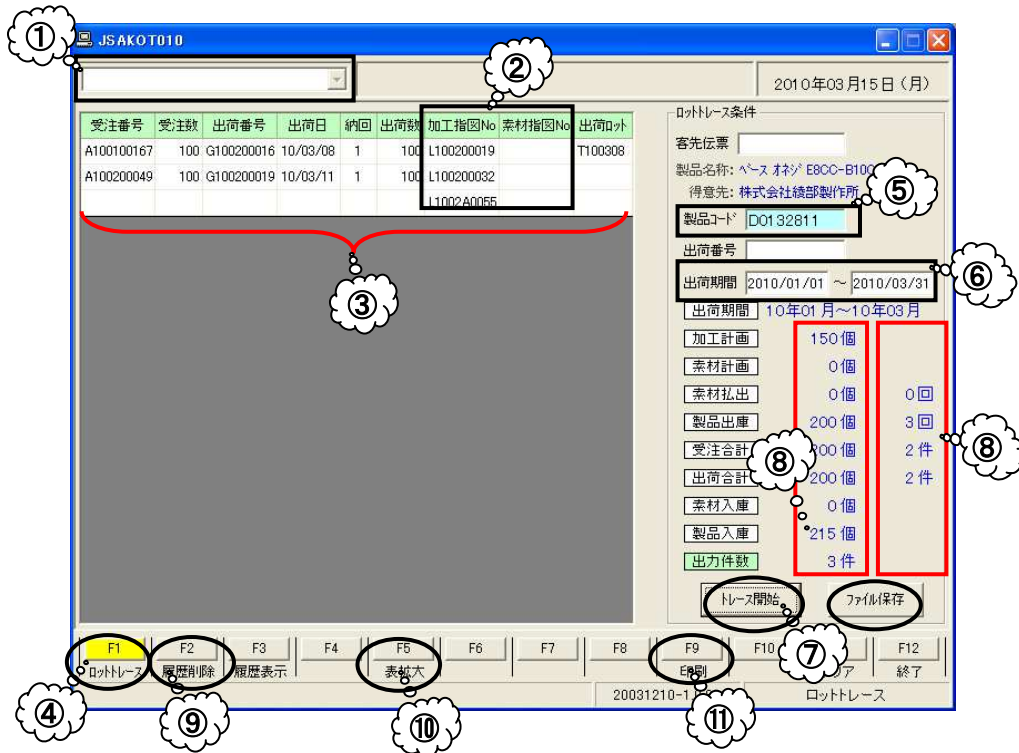 ① JSAKOT010
②
2010年03月15日（月）
受注番号 受注数 出荷番号 出荷日 納回 出荷数 加工指図No 素材指図No 出荷ロット
A100100167 100 G100200016 10/03/08 1 100 L100200019 T100308
A100200049 100 G100200019 10/03/11 1 100 L100200032
L1002A0055
③
ロットトレース条件
客先伝票
製品名称: ベース オネジ E8CC-B10C
得意先: 株式会社綾部製作所
⑤
製品コード D0132811
出荷番号
出荷期間 2010/01/01 ～ 2010/03/31
⑥
出荷期間 10年01月～10年03月
加工計画 150個
素材計画 0個
素材払出 0個 0回
製品出庫 200個 3回
受注合計 200個 2件
⑧ ⑧
出荷合計 200個 2件
素材入庫 0個
製品入庫 215個
出力件数 3件
トレース開始 ファイル保存
⑦
F1 F2 F3 F4 F5 F6 F7 F8 F9 F10 F12
ロットトレース 履歴削除 履歴表示 表拡大 印刷 終了
20031210-1 ロットトレース
④ ⑨ ⑩ ⑪